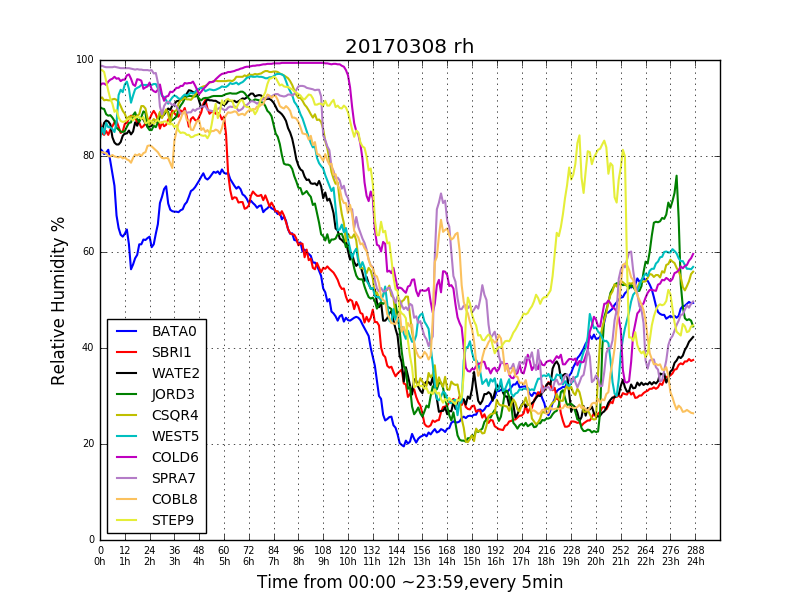 20170308 rh
100
80
60
40
20
0
Relative Humidity %
BATA0
SBRI1
WATE2
JORD3
CSQR4
WEST5
COLD6
SPRA7
COBL8
STEP9
0 12 24 36 48 60 72 84 96 108 120 132 144 156 168 180 192 204 216 228 240 252 264 276 288
0h 1h 2h 3h 4h 5h 6h 7h 8h 9h 10h 11h 12h 13h 14h 15h 16h 17h 18h 19h 20h 21h 22h 23h 24h
Time from 00:00 ~23:59,every 5min